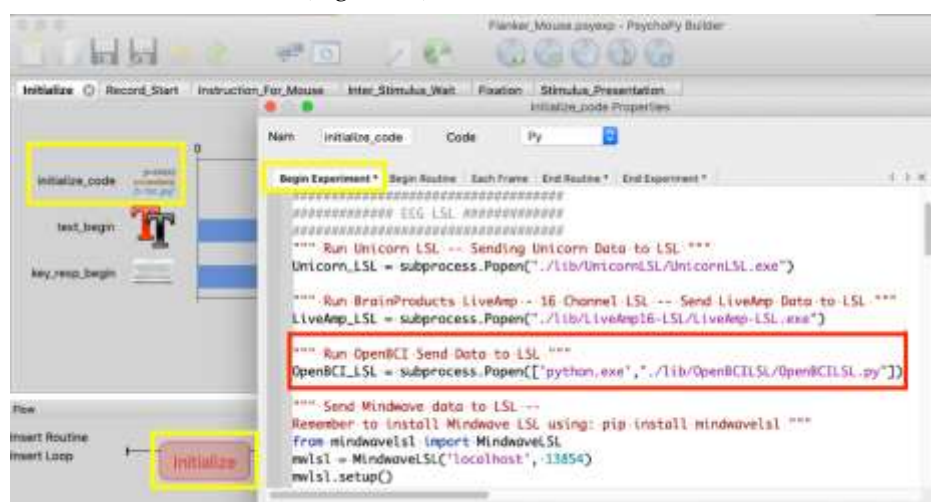 Flanker_Mouse.psyexp - PsychoPy Builder
Initialize Record_Start Instruction_For_Mouse Inter_Stimulus_Wait Fixation Stimulus_Presentation
initialize_code Properties
Nam initialize_code Code Py
0
initialize_code
Begin Experiment * Begin Routine Each Frame End Routine * End Experiment *
####################################
############# ECG LSL #############
####################################
text_begin
""" Run Unicorn LSL -- Sending Unicorn Data to LSL """
Unicorn_LSL = subprocess.Popen("./lib/UnicornLSL/UnicornLSL.exe")
key_resp_begin
""" Run BrainProducts LiveAmp - 16 Channel LSL -- Send LiveAmp Data to LSL """
LiveAmp_LSL = subprocess.Popen("./lib/LiveAmp16-LSL/LiveAmp-LSL.exe")
""" Run OpenBCI Send Data to LSL """
OpenBCI_LSL = subprocess.Popen(['python.exe',"./lib/OpenBCILSL/OpenBCILSL.py"])
Flow
""" Send Mindwave data to LSL --
Insert Routine
Remember to install Mindwave LSL using: pip install mindwavelsl """
Insert Loop
from mindwavelsl import MindwaveLSL
Initialize
mwlsl = MindwaveLSL('localhost', 13854)
mwlsl.setup()